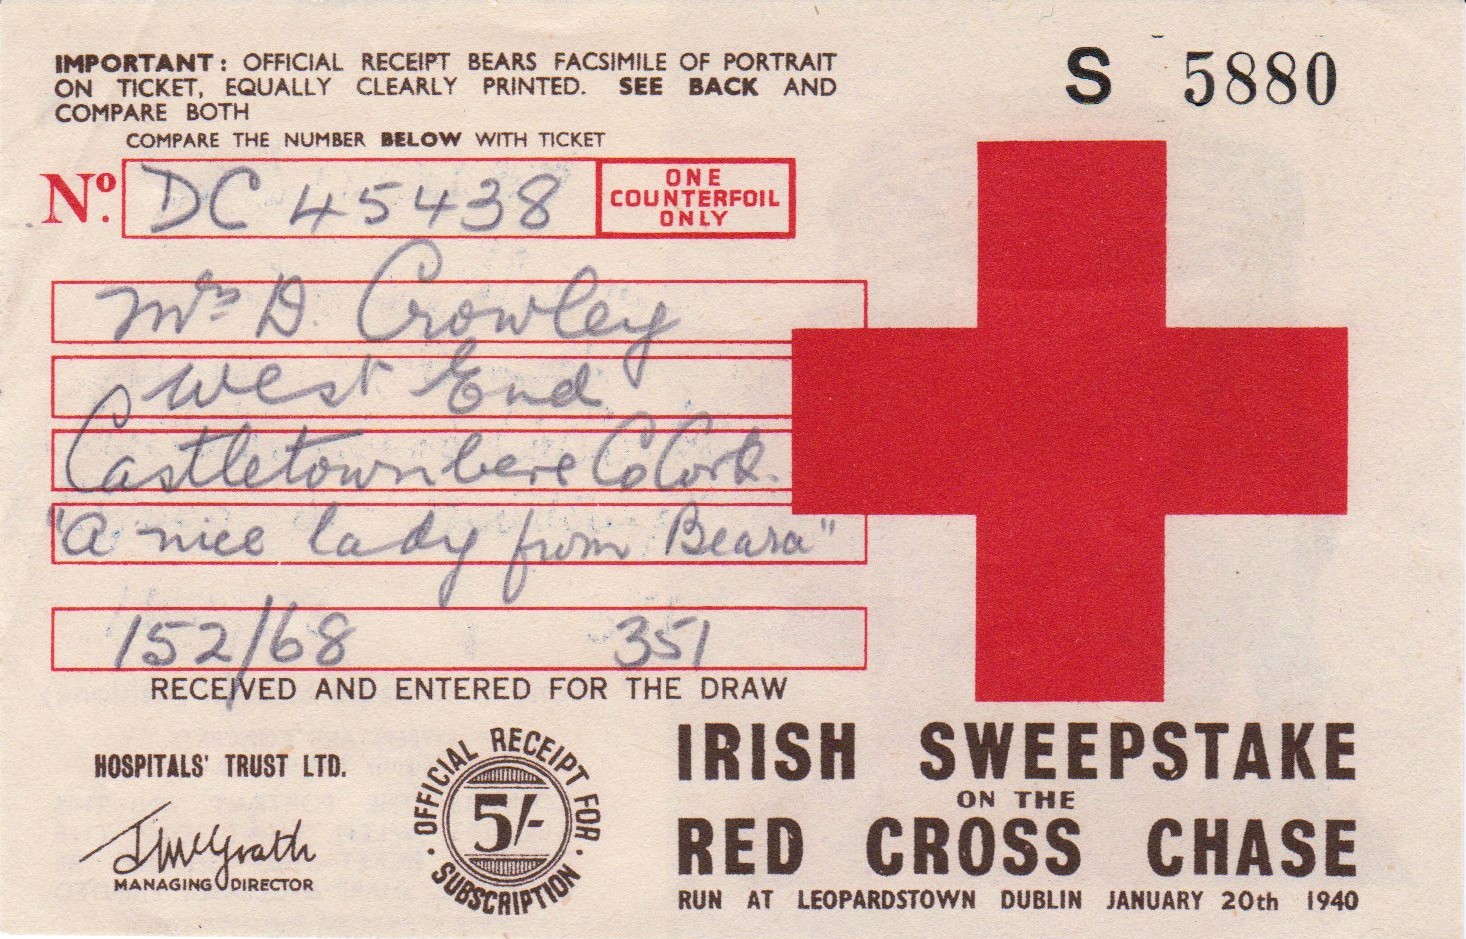 IMPORTANT: OFFICIAL RECEIPT BEARS FACSIMILE OF PORTRAIT
ON TICKET, EQUALLY CLEARLY PRINTED. SEE BACK AND
COMPARE BOTH
S 5880
COMPARE THE NUMBER BELOW WITH TICKET
No. DC 45438
ONE
COUNTERFOIL
ONLY
Mrs D. Crowley
West End
Castletownbere Co Cork.
"A nice lady from Beara"
152/68 351
RECEIVED AND ENTERED FOR THE DRAW
HOSPITALS' TRUST LTD.
J McGrath
MANAGING DIRECTOR
OFFICIAL RECEIPT FOR
5/-
SUBSCRIPTION
IRISH SWEEPSTAKE
ON THE
RED CROSS CHASE
RUN AT LEOPARDSTOWN DUBLIN JANUARY 20th 1940